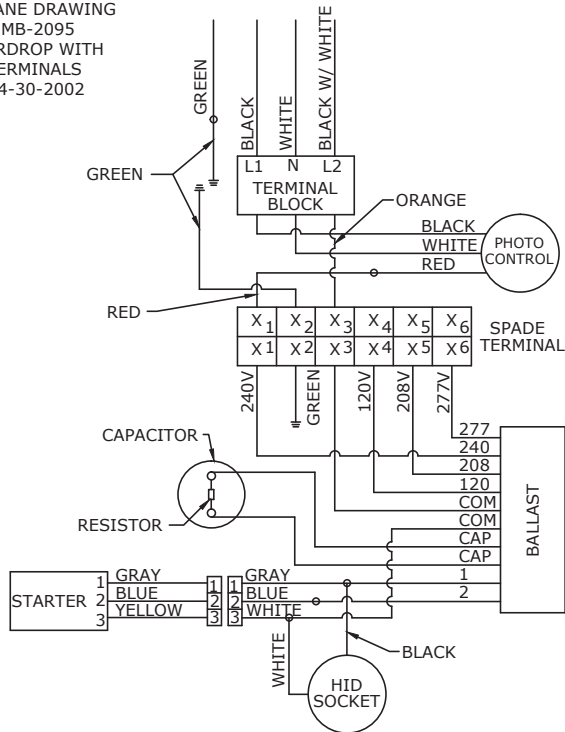 ANE DRAWING
MB-2095
RDROP WITH
ERMINALS
4-30-2002
GREEN
BLACK
WHITE
BLACK W/ WHITE
L1 N L2
TERMINAL
BLOCK
GREEN
ORANGE
BLACK
WHITE
RED
PHOTO
CONTROL
RED
X1 X2 X3 X4 X5 X6
X1 X2 X3 X4 X5 X6
SPADE
TERMINAL
240V
GREEN
120V
208V
277V
CAPACITOR
RESISTOR
277
240
208
120
COM
COM
CAP
CAP
1
2
BALLAST
STARTER
1 GRAY 1 1 GRAY
2 BLUE 2 2 BLUE
3 YELLOW 3 3 WHITE
WHITE
BLACK
HID
SOCKET